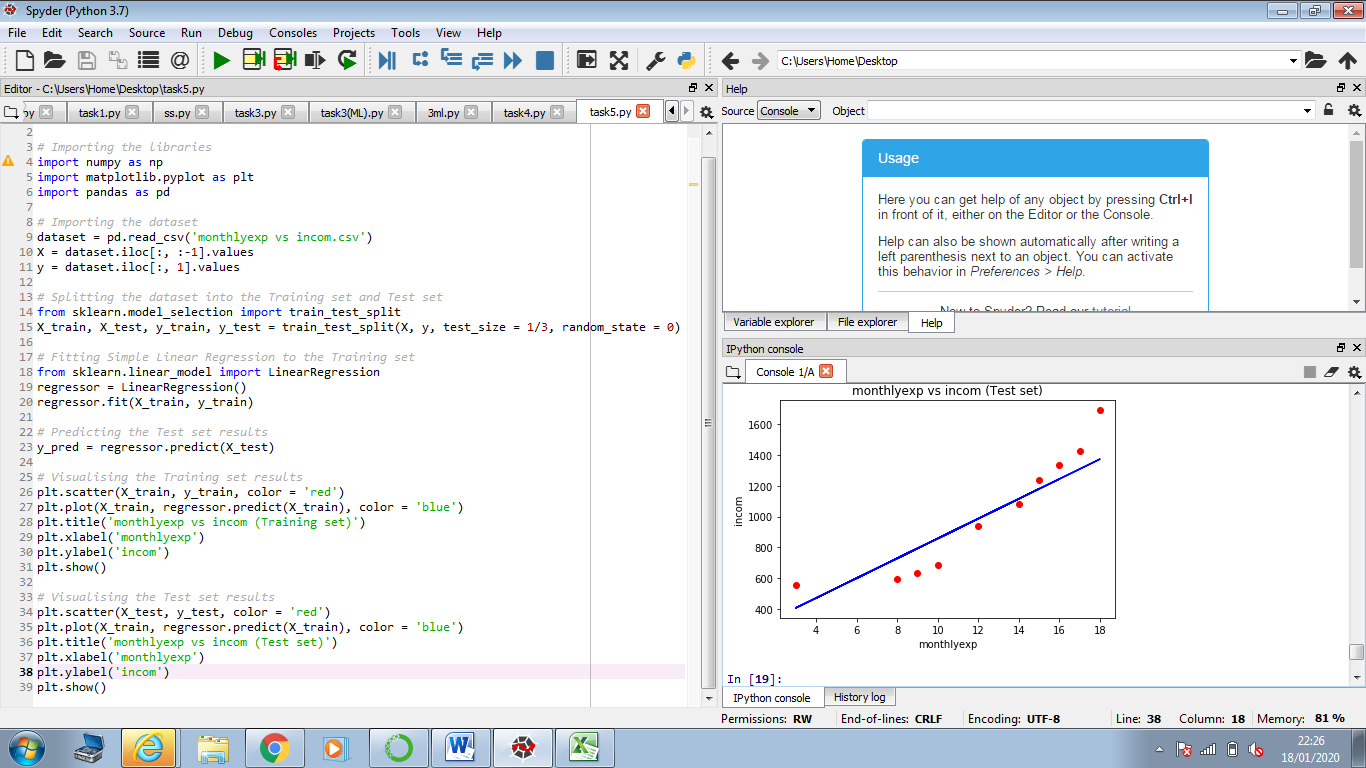 Spyder (Python 3.7)
File Edit Search Source Run Debug Consoles Projects Tools View Help
C:\Users\Home\Desktop
Editor - C:\Users\Home\Desktop\task5.py
py task1.py ss.py task3.py task3(ML).py 3ml.py task4.py task5.py
2
3 # Importing the libraries
4 import numpy as np
5 import matplotlib.pyplot as plt
6 import pandas as pd
7
8 # Importing the dataset
9 dataset = pd.read_csv('monthlyexp vs incom.csv')
10 X = dataset.iloc[:, :-1].values
11 y = dataset.iloc[:, 1].values
12
13 # Splitting the dataset into the Training set and Test set
14 from sklearn.model_selection import train_test_split
15 X_train, X_test, y_train, y_test = train_test_split(X, y, test_size = 1/3, random_state = 0)
16
17 # Fitting Simple Linear Regression to the Training set
18 from sklearn.linear_model import LinearRegression
19 regressor = LinearRegression()
20 regressor.fit(X_train, y_train)
21
22 # Predicting the Test set results
23 y_pred = regressor.predict(X_test)
24
25 # Visualising the Training set results
26 plt.scatter(X_train, y_train, color = 'red')
27 plt.plot(X_train, regressor.predict(X_train), color = 'blue')
28 plt.title('monthlyexp vs incom (Training set)')
29 plt.xlabel('monthlyexp')
30 plt.ylabel('incom')
31 plt.show()
32
33 # Visualising the Test set results
34 plt.scatter(X_test, y_test, color = 'red')
35 plt.plot(X_train, regressor.predict(X_train), color = 'blue')
36 plt.title('monthlyexp vs incom (Test set)')
37 plt.xlabel('monthlyexp')
38 plt.ylabel('incom')
39 plt.show()
Help
Source Console Object
Usage
Here you can get help of any object by pressing Ctrl+I
in front of it, either on the Editor or the Console.
Help can also be shown automatically after writing a
left parenthesis next to an object. You can activate
this behavior in Preferences > Help.
New to Spyder? Read our tutorial
Variable explorer File explorer Help
IPython console
Console 1/A
monthlyexp vs incom (Test set)
1600
1400
1200
1000
800
600
400
incom
4 6 8 10 12 14 16 18
monthlyexp
In [19]:
IPython console History log
Permissions: RW End-of-lines: CRLF Encoding: UTF-8 Line: 38 Column: 18 Memory: 81 %
22:26
18/01/2020